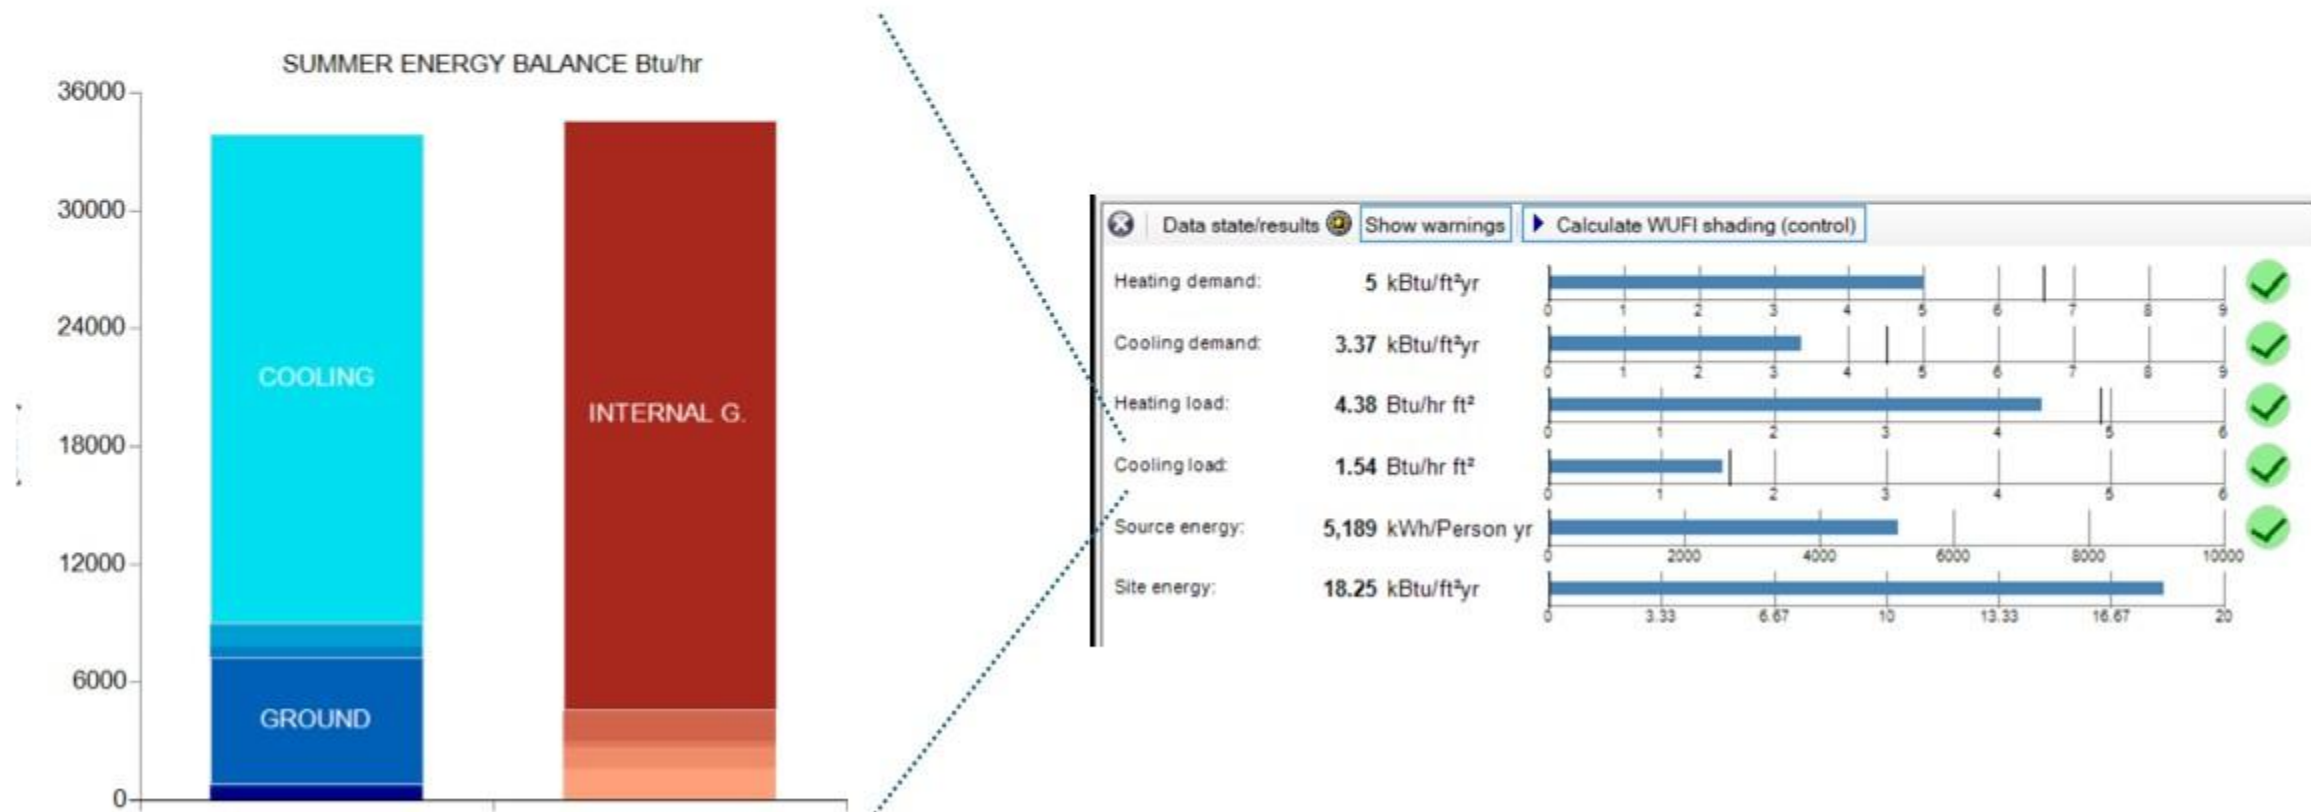 SUMMER ENERGY BALANCE Btu/hr
36000
30000
24000
18000
12000
6000
0
COOLING
GROUND
INTERNAL G.
Data state/results Show warnings Calculate WUFI shading (control)
Heating demand: 5 kBtu/ft²yr
0 1 2 3 4 5 6 7 8 9
Cooling demand: 3.37 kBtu/ft²yr
0 1 2 3 4 5 6 7 8 9
Heating load: 4.38 Btu/hr ft²
0 1 2 3 4 5 6
Cooling load: 1.54 Btu/hr ft²
0 1 2 3 4 5 6
Source energy: 5,189 kWh/Person yr
0 2000 4000 6000 8000 10000
Site energy: 18.25 kBtu/ft²yr
0 3.33 6.67 10 13.33 16.67 20